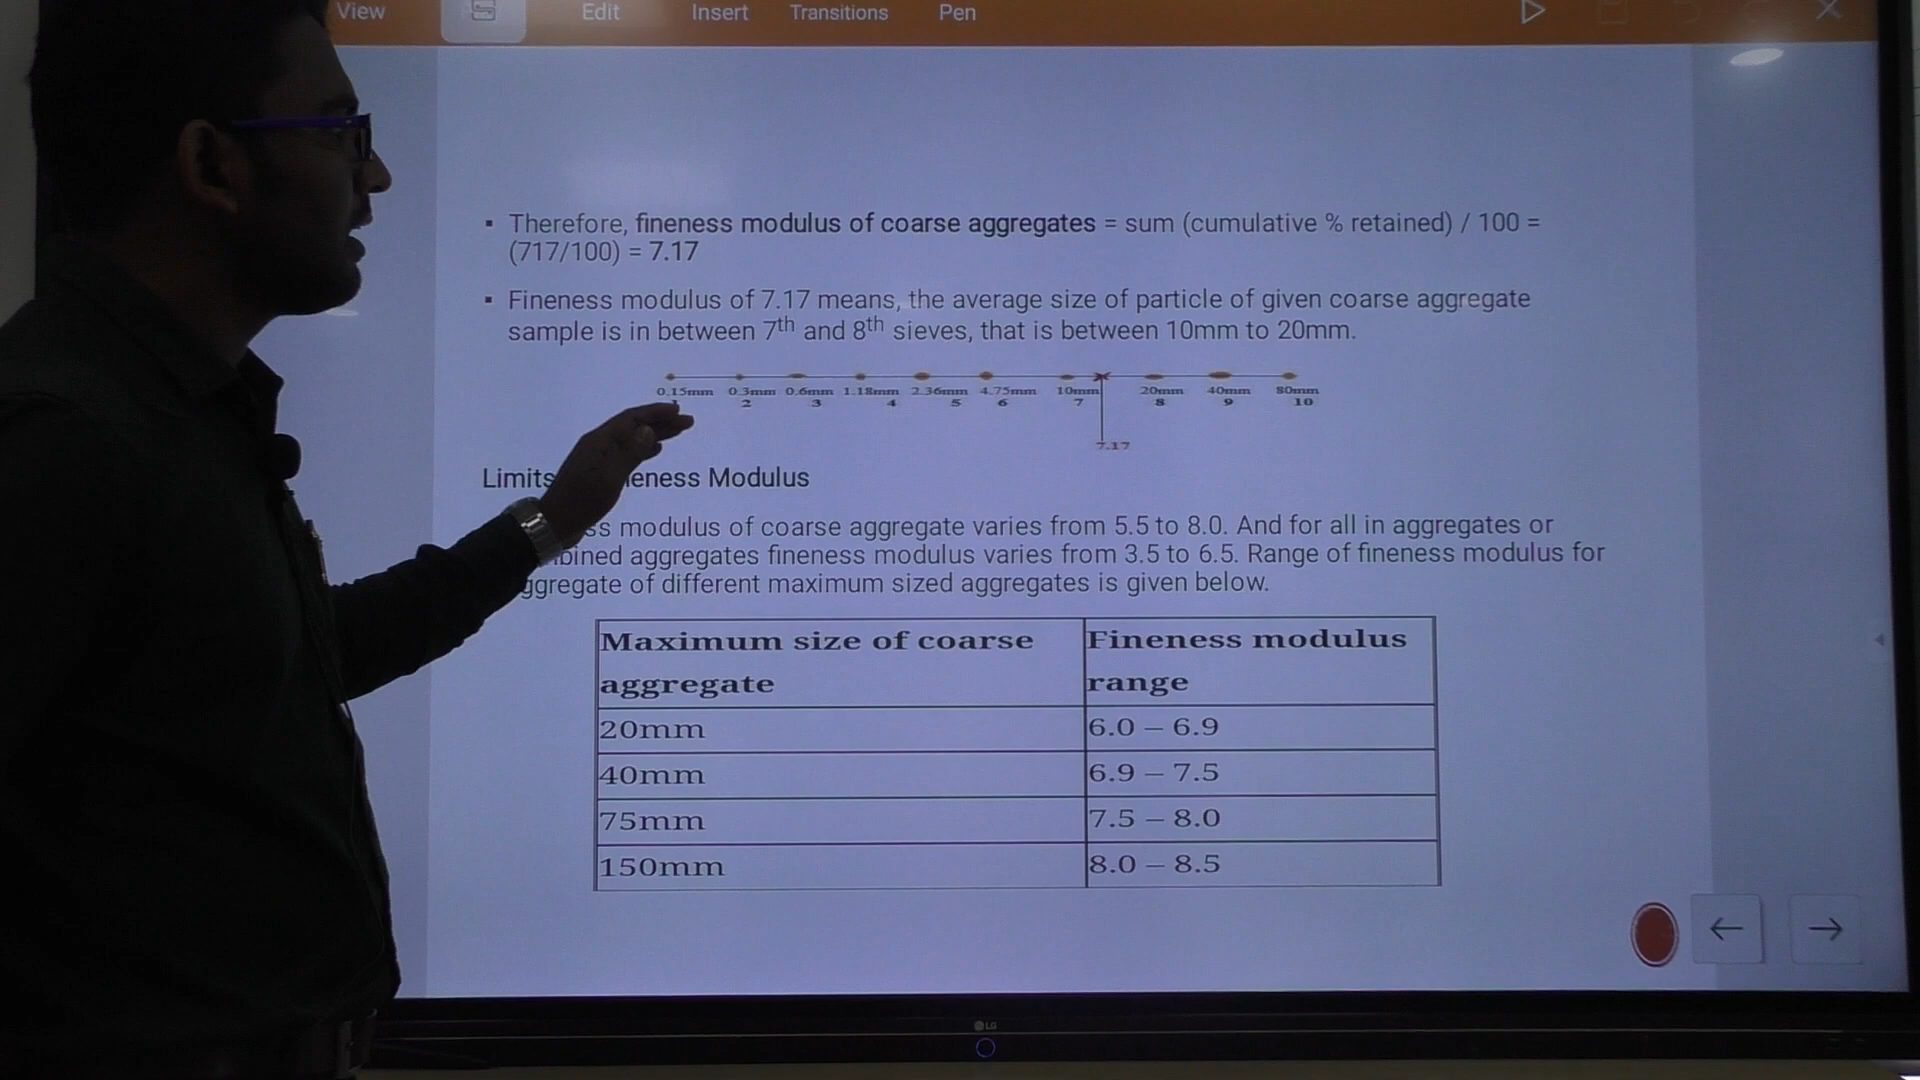 View Edit Insert Transitions Pen
▪ Therefore, fineness modulus of coarse aggregates = sum (cumulative % retained) / 100 =
(717/100) = 7.17
▪ Fineness modulus of 7.17 means, the average size of particle of given coarse aggregate
sample is in between 7th and 8th sieves, that is between 10mm to 20mm.
0.15mm 0.3mm 0.6mm 1.18mm 2.36mm 4.75mm 10mm 20mm 40mm 80mm
1 2 3 4 5 6 7 8 9 10
7.17
Limits eness Modulus
ss modulus of coarse aggregate varies from 5.5 to 8.0. And for all in aggregates or
bined aggregates fineness modulus varies from 3.5 to 6.5. Range of fineness modulus for
ggregate of different maximum sized aggregates is given below.
Maximum size of coarse
aggregate
Fineness modulus
range
20mm 6.0 – 6.9
40mm 6.9 – 7.5
75mm 7.5 – 8.0
150mm 8.0 – 8.5
LG